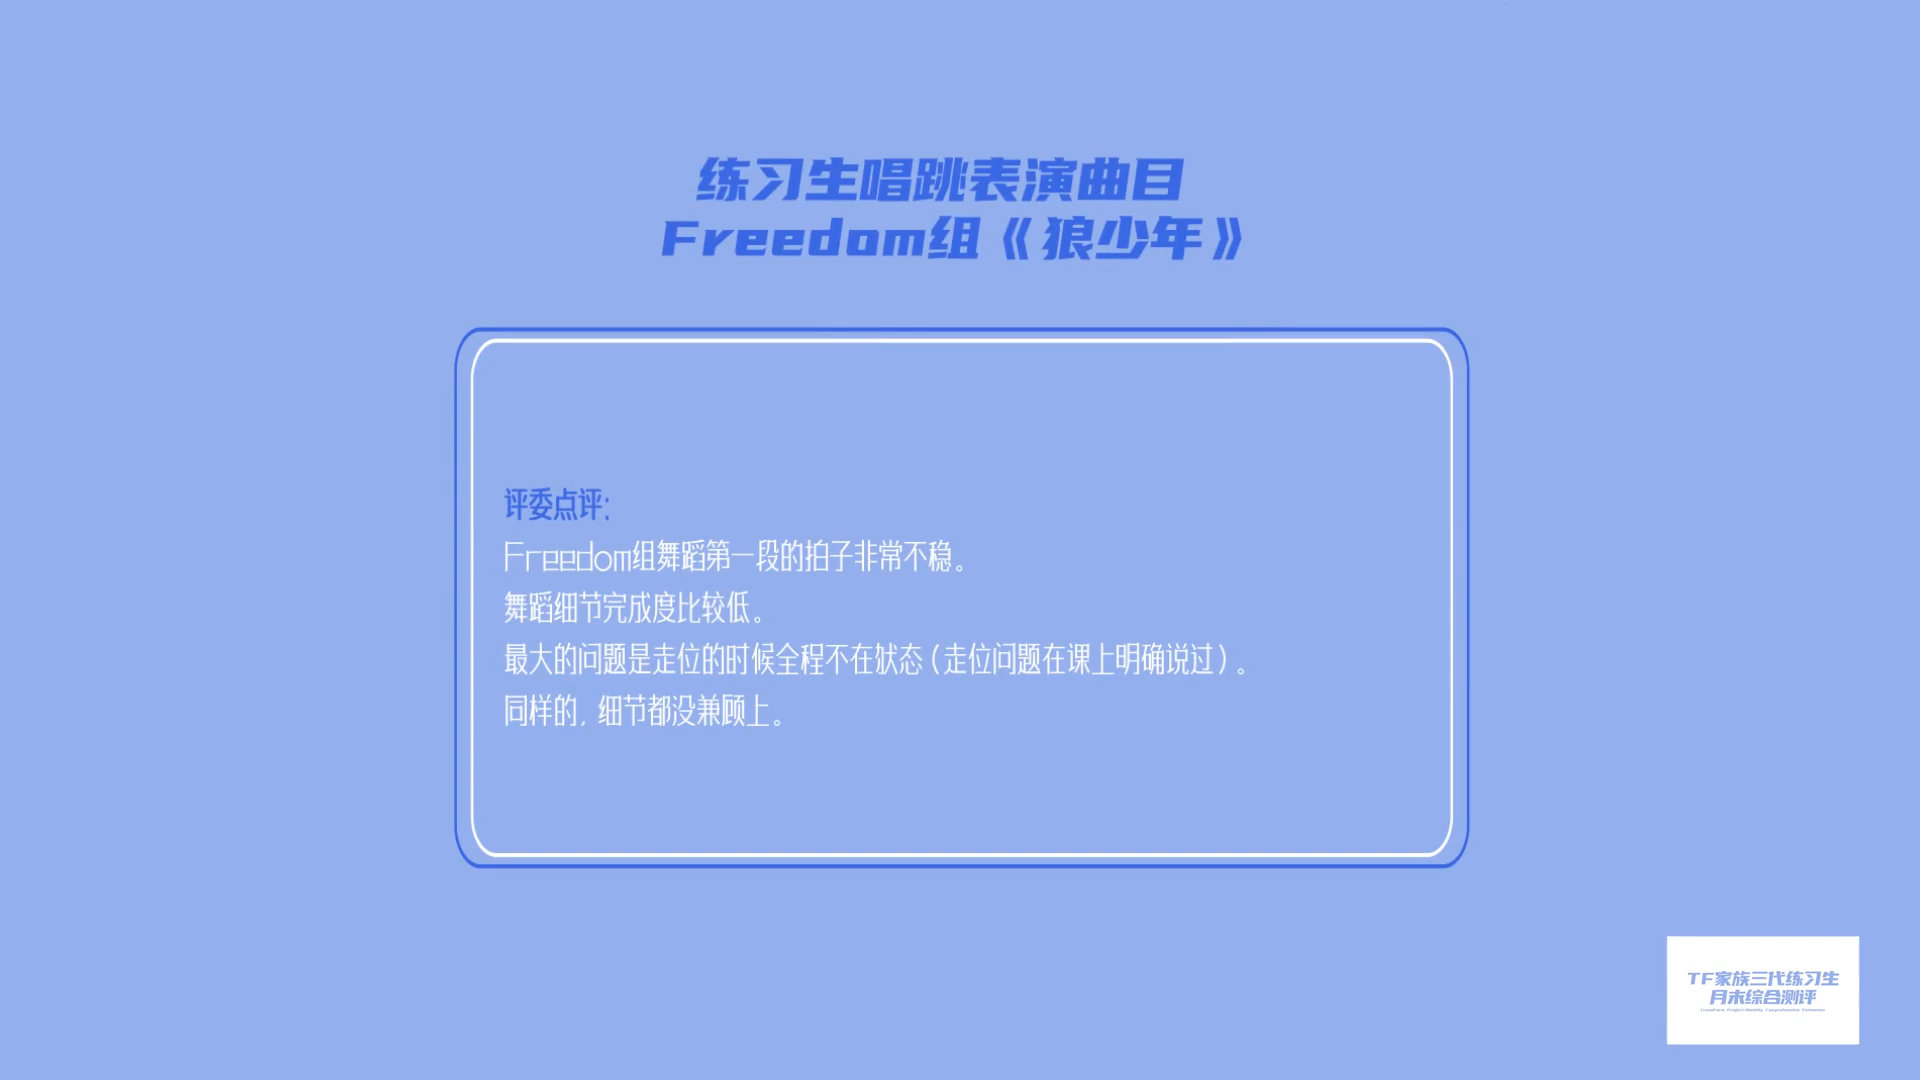 练习生唱跳表演曲目
Freedom组《狼少年》
评委点评：
Freedom组舞蹈第一段的拍子非常不稳。
舞蹈细节完成度比较低。
最大的问题是走位的时候全程不在状态（走位问题在课上明确说过）。
同样的，细节都没兼顾上。
TF家族三代练习生
月末综合测评
TransForm Project·Monthly Comprehensive Evaluation